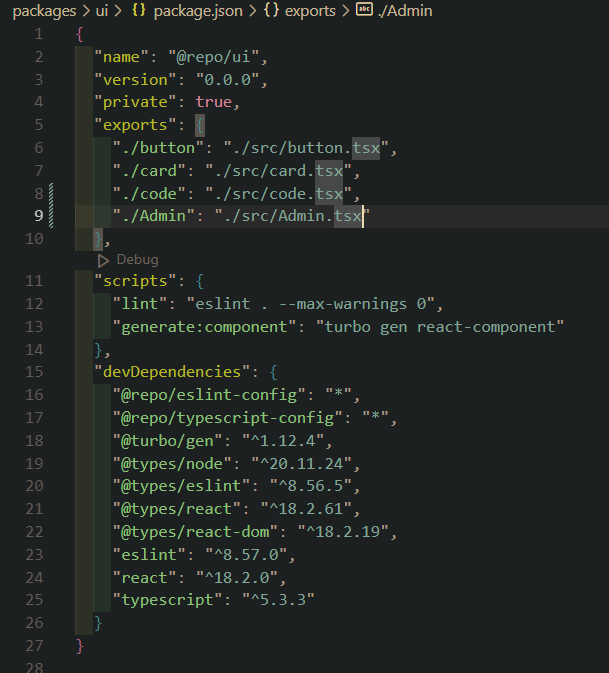 packages > ui > {} package.json > {} exports > abc ./Admin
1 {
2 "name": "@repo/ui",
3 "version": "0.0.0",
4 "private": true,
5 "exports": {
6 "./button": "./src/button.tsx",
7 "./card": "./src/card.tsx",
8 "./code": "./src/code.tsx",
9 "./Admin": "./src/Admin.tsx"
10 },
Debug
11 "scripts": {
12 "lint": "eslint . --max-warnings 0",
13 "generate:component": "turbo gen react-component"
14 },
15 "devDependencies": {
16 "@repo/eslint-config": "*",
17 "@repo/typescript-config": "*",
18 "@turbo/gen": "^1.12.4",
19 "@types/node": "^20.11.24",
20 "@types/eslint": "^8.56.5",
21 "@types/react": "^18.2.61",
22 "@types/react-dom": "^18.2.19",
23 "eslint": "^8.57.0",
24 "react": "^18.2.0",
25 "typescript": "^5.3.3"
26 }
27 }
28